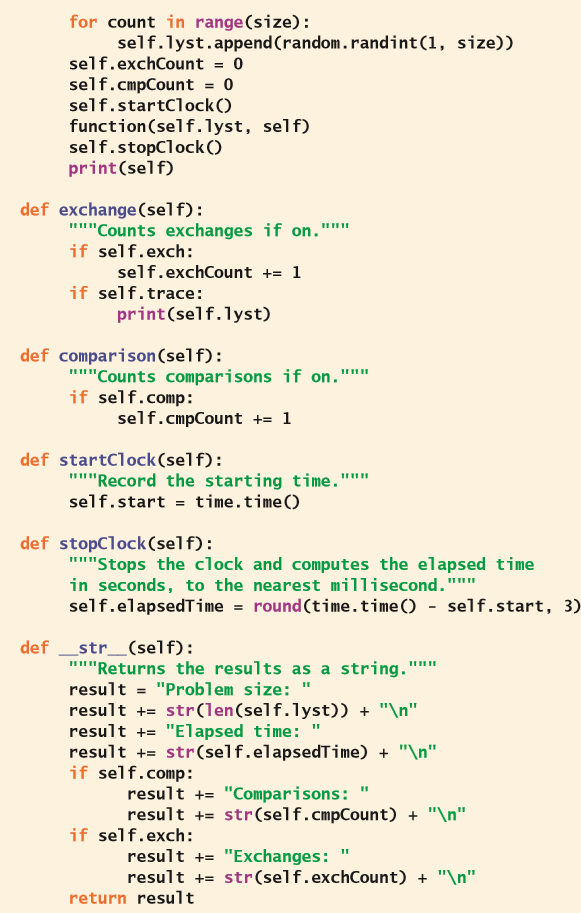 for count in range(size):
self.lyst.append(random.randint(1, size))
self.exchCount = 0
self.cmpCount = 0
self.startClock()
function(self.lyst, self)
self.stopClock()
print(self)
def exchange(self):
"""Counts exchanges if on."""
if self.exch:
self.exchCount += 1
if self.trace:
print(self.lyst)
def comparison(self):
"""Counts comparisons if on."""
if self.comp:
self.cmpCount += 1
def startClock(self):
"""Record the starting time."""
self.start = time.time()
def stopClock(self):
"""Stops the clock and computes the elapsed time
in seconds, to the nearest millisecond."""
self.elapsedTime = round(time.time() - self.start, 3)
def __str__(self):
"""Returns the results as a string."""
result = "Problem size: "
result += str(len(self.lyst)) + "\n"
result += "Elapsed time: "
result += str(self.elapsedTime) + "\n"
if self.comp:
result += "Comparisons: "
result += str(self.cmpCount) + "\n"
if self.exch:
result += "Exchanges: "
result += str(self.exchCount) + "\n"
return result